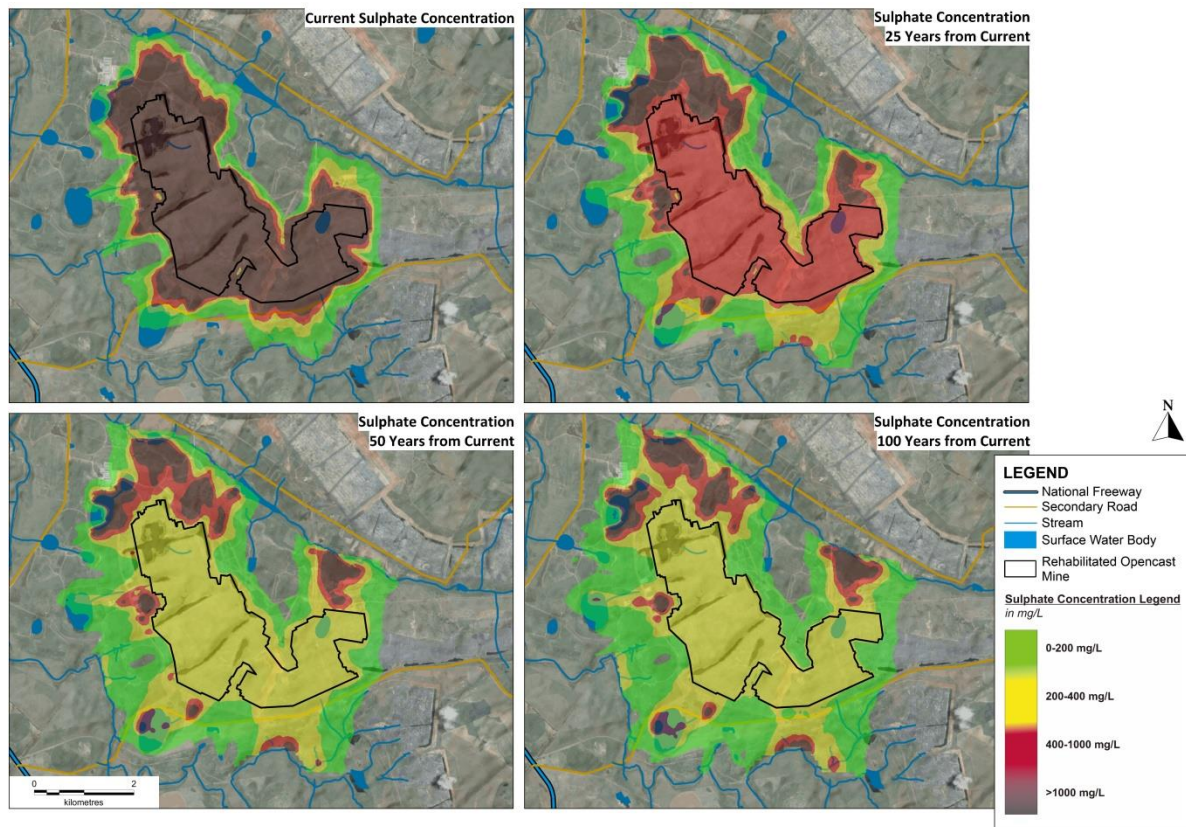 Current Sulphate Concentration
Sulphate Concentration
25 Years from Current
Sulphate Concentration
50 Years from Current
Sulphate Concentration
100 Years from Current
N
LEGEND
National Freeway
Secondary Road
Stream
Surface Water Body
Rehabilitated Opencast
Mine
Sulphate Concentration Legend
in mg/L
0-200 mg/L
200-400 mg/L
400-1000 mg/L
>1000 mg/L
0 2
kilometres